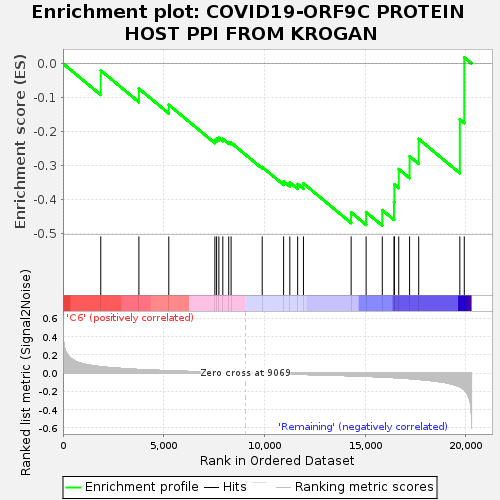 Enrichment plot: COVID19-ORF9C PROTEIN
HOST PPI FROM KROGAN
Enrichment score (ES)
0.0
-0.1
-0.2
-0.3
-0.4
-0.5
Ranked list metric (Signal2Noise)
'C6' (positively correlated)
0.6
0.4
0.2
0.0
-0.2
-0.4
-0.6
Zero cross at 9069
'Remaining' (negatively correlated)
0
5,000
10,000
15,000
20,000
Rank in Ordered Dataset
Enrichment profile
Hits
Ranking metric scores